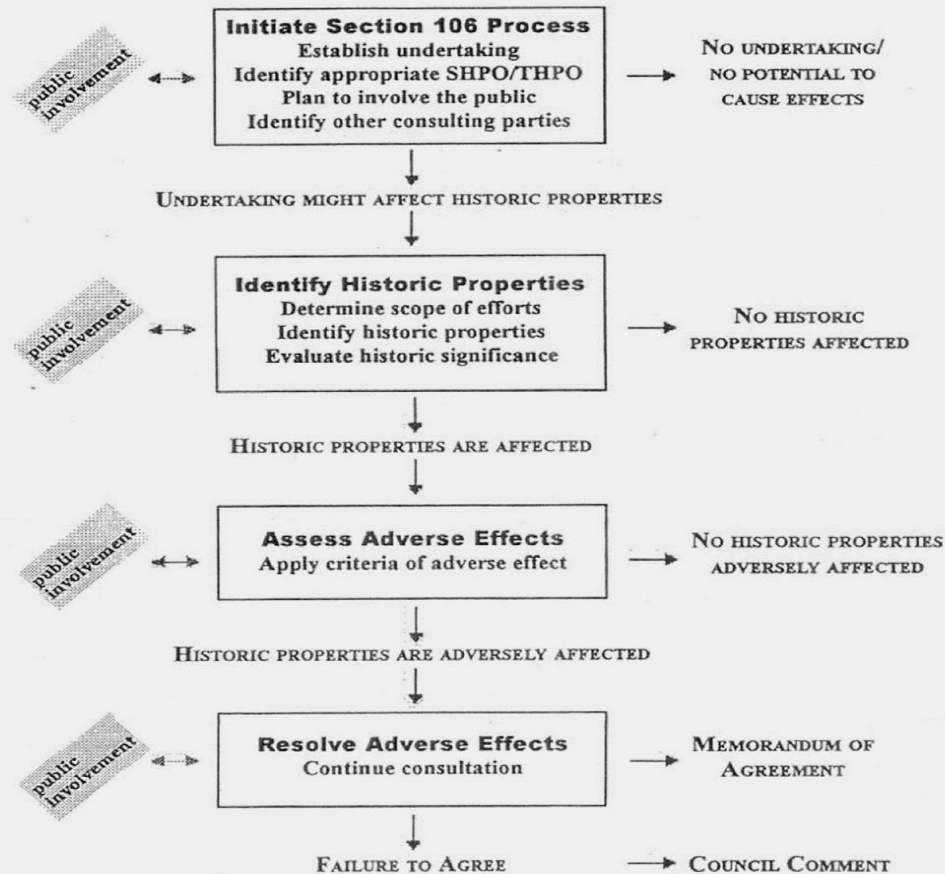 Initiate Section 106 Process
Establish undertaking
Identify appropriate SHPO/THPO
Plan to involve the public
Identify other consulting parties
public
involvement
NO UNDERTAKING/
NO POTENTIAL TO
CAUSE EFFECTS
UNDERTAKING MIGHT AFFECT HISTORIC PROPERTIES
Identify Historic Properties
Determine scope of efforts
Identify historic properties
Evaluate historic significance
public
involvement
NO HISTORIC
PROPERTIES AFFECTED
HISTORIC PROPERTIES ARE AFFECTED
Assess Adverse Effects
Apply criteria of adverse effect
public
involvement
NO HISTORIC PROPERTIES
ADVERSELY AFFECTED
HISTORIC PROPERTIES ARE ADVERSELY AFFECTED
Resolve Adverse Effects
Continue consultation
public
involvement
MEMORANDUM OF
AGREEMENT
FAILURE TO AGREE
COUNCIL COMMENT